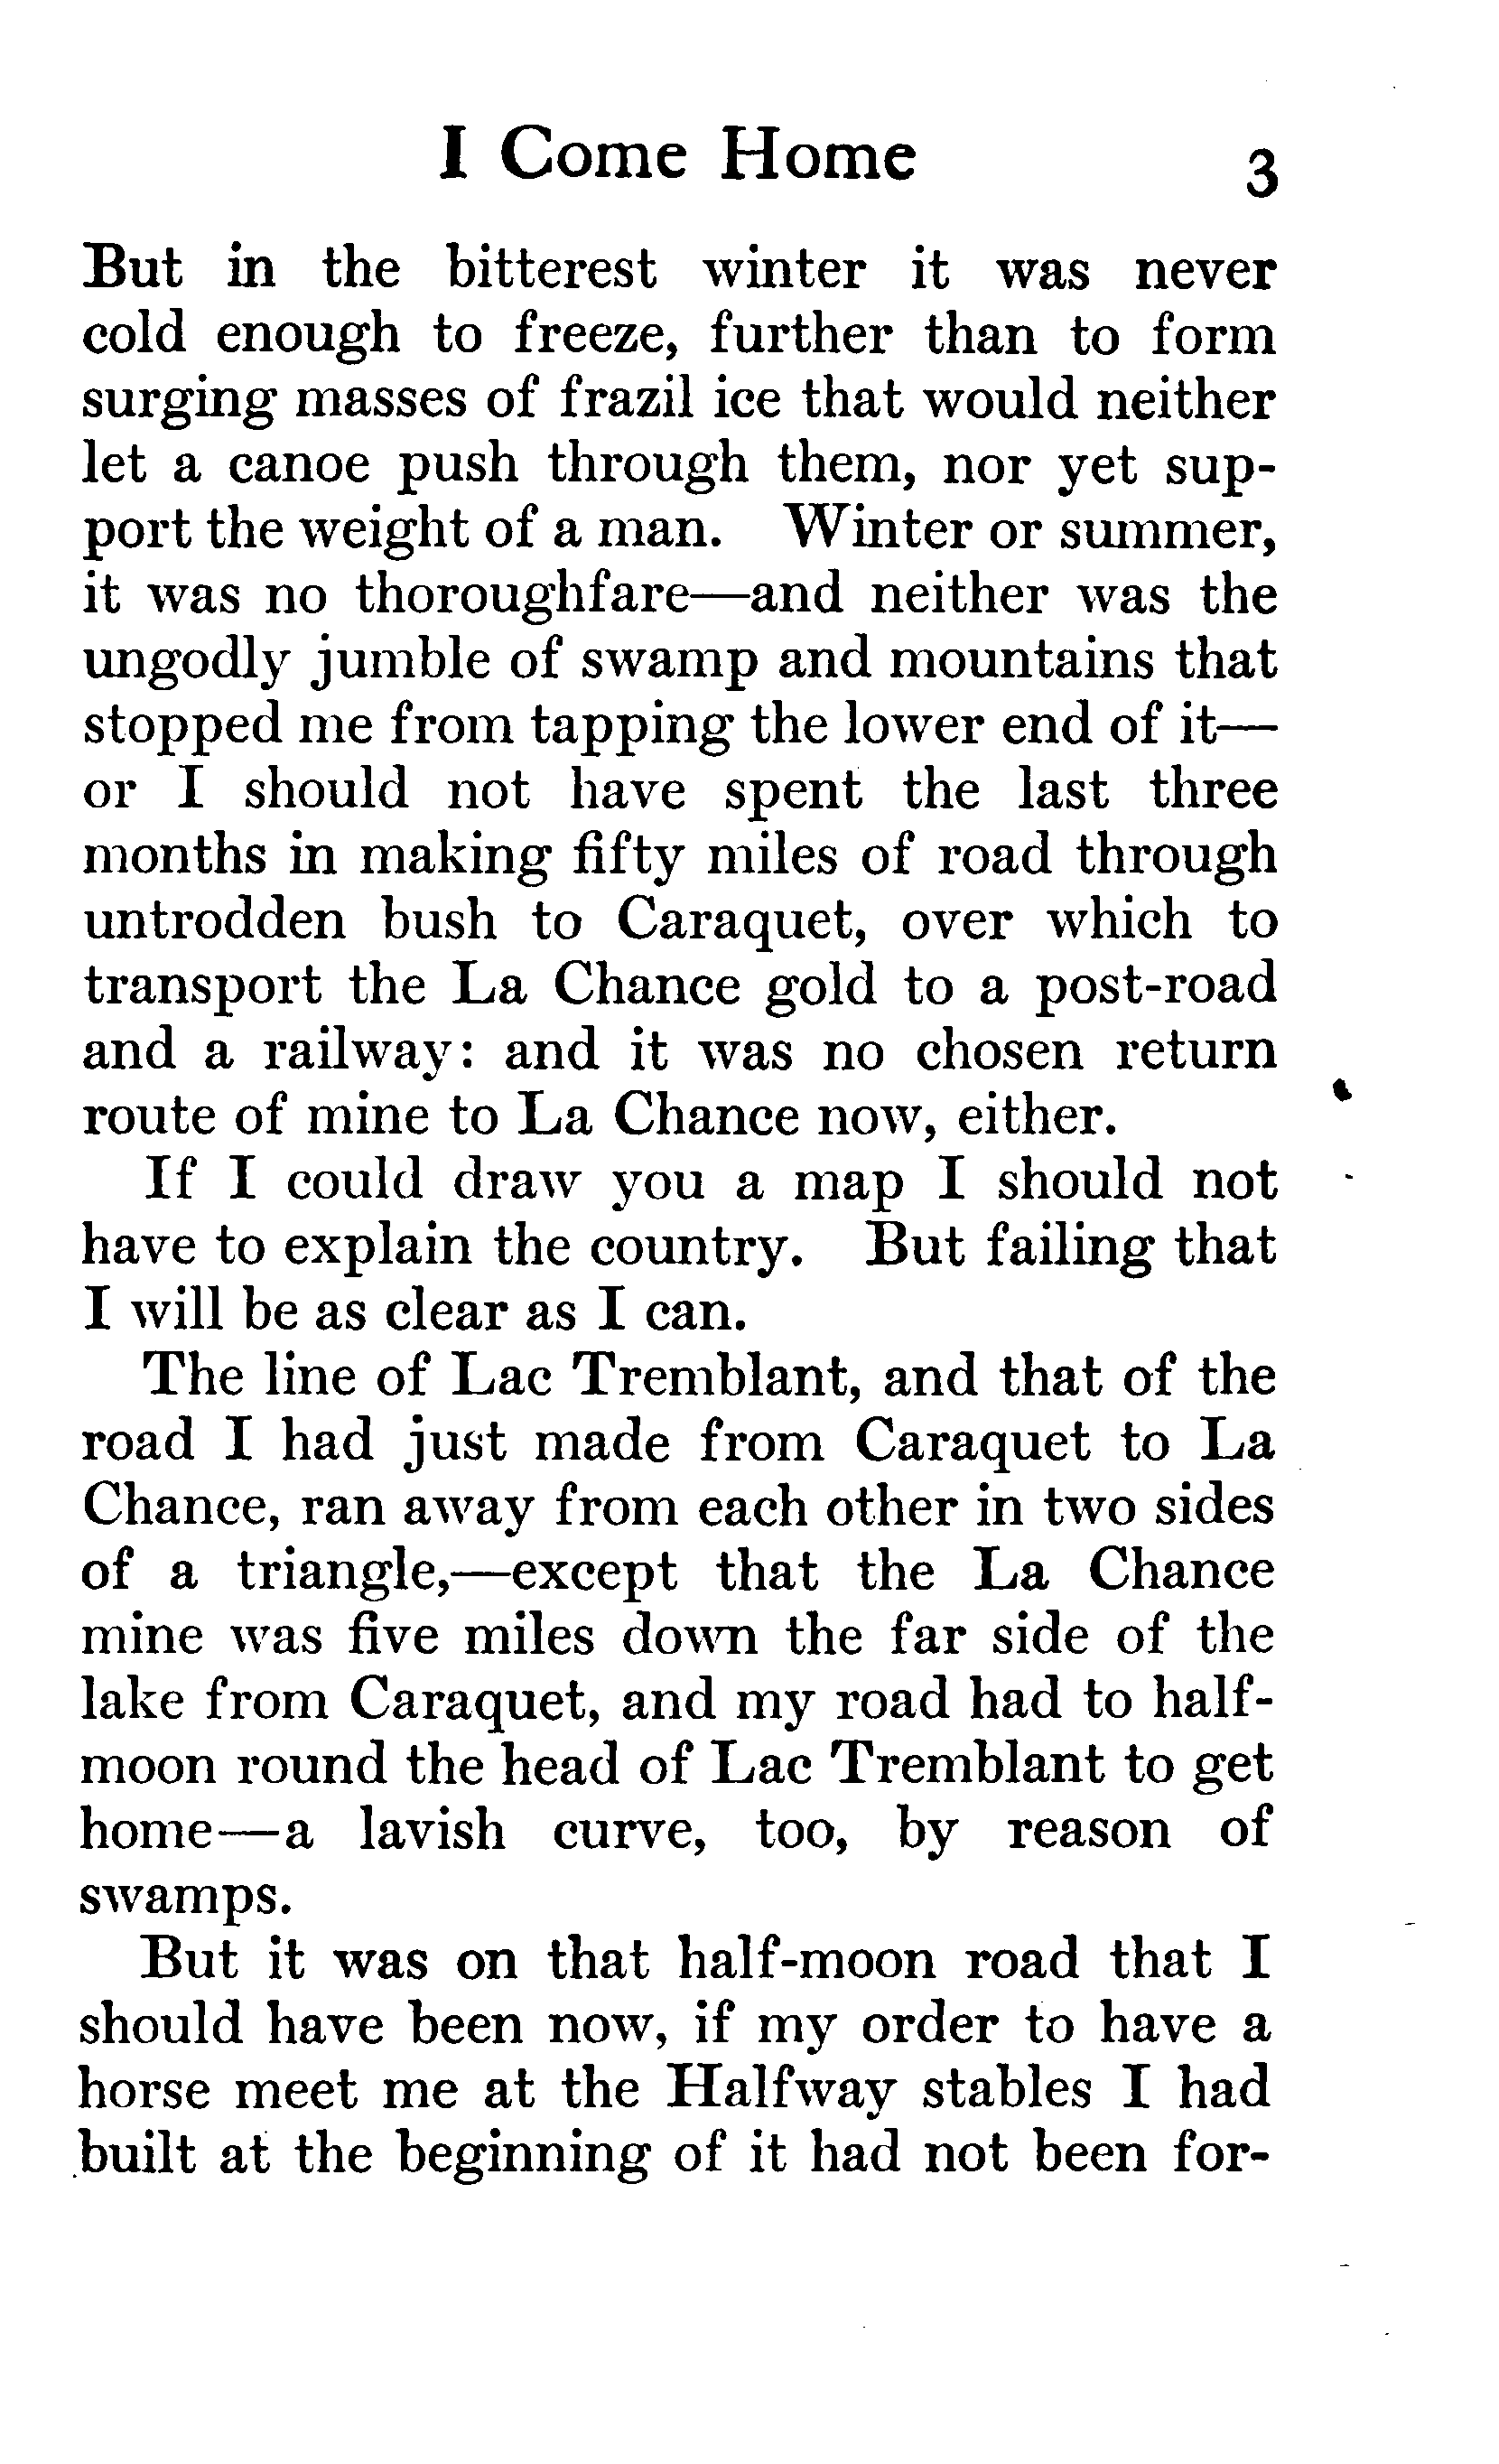 I Come Home 3
But in the bitterest winter it was never
cold enough to freeze, further than to form
surging masses of frazil ice that would neither
let a canoe push through them, nor yet sup-
port the weight of a man. Winter or summer,
it was no thoroughfare—and neither was the
ungodly jumble of swamp and mountains that
stopped me from tapping the lower end of it—
or I should not have spent the last three
months in making fifty miles of road through
untrodden bush to Caraquet, over which to
transport the La Chance gold to a post-road
and a railway: and it was no chosen return
route of mine to La Chance now, either.
If I could draw you a map I should not
have to explain the country. But failing that
I will be as clear as I can.
The line of Lac Tremblant, and that of the
road I had just made from Caraquet to La
Chance, ran away from each other in two sides
of a triangle,—except that the La Chance
mine was five miles down the far side of the
lake from Caraquet, and my road had to half-
moon round the head of Lac Tremblant to get
home—a lavish curve, too, by reason of
swamps.
But it was on that half-moon road that I
should have been now, if my order to have a
horse meet me at the Halfway stables I had
built at the beginning of it had not been for-